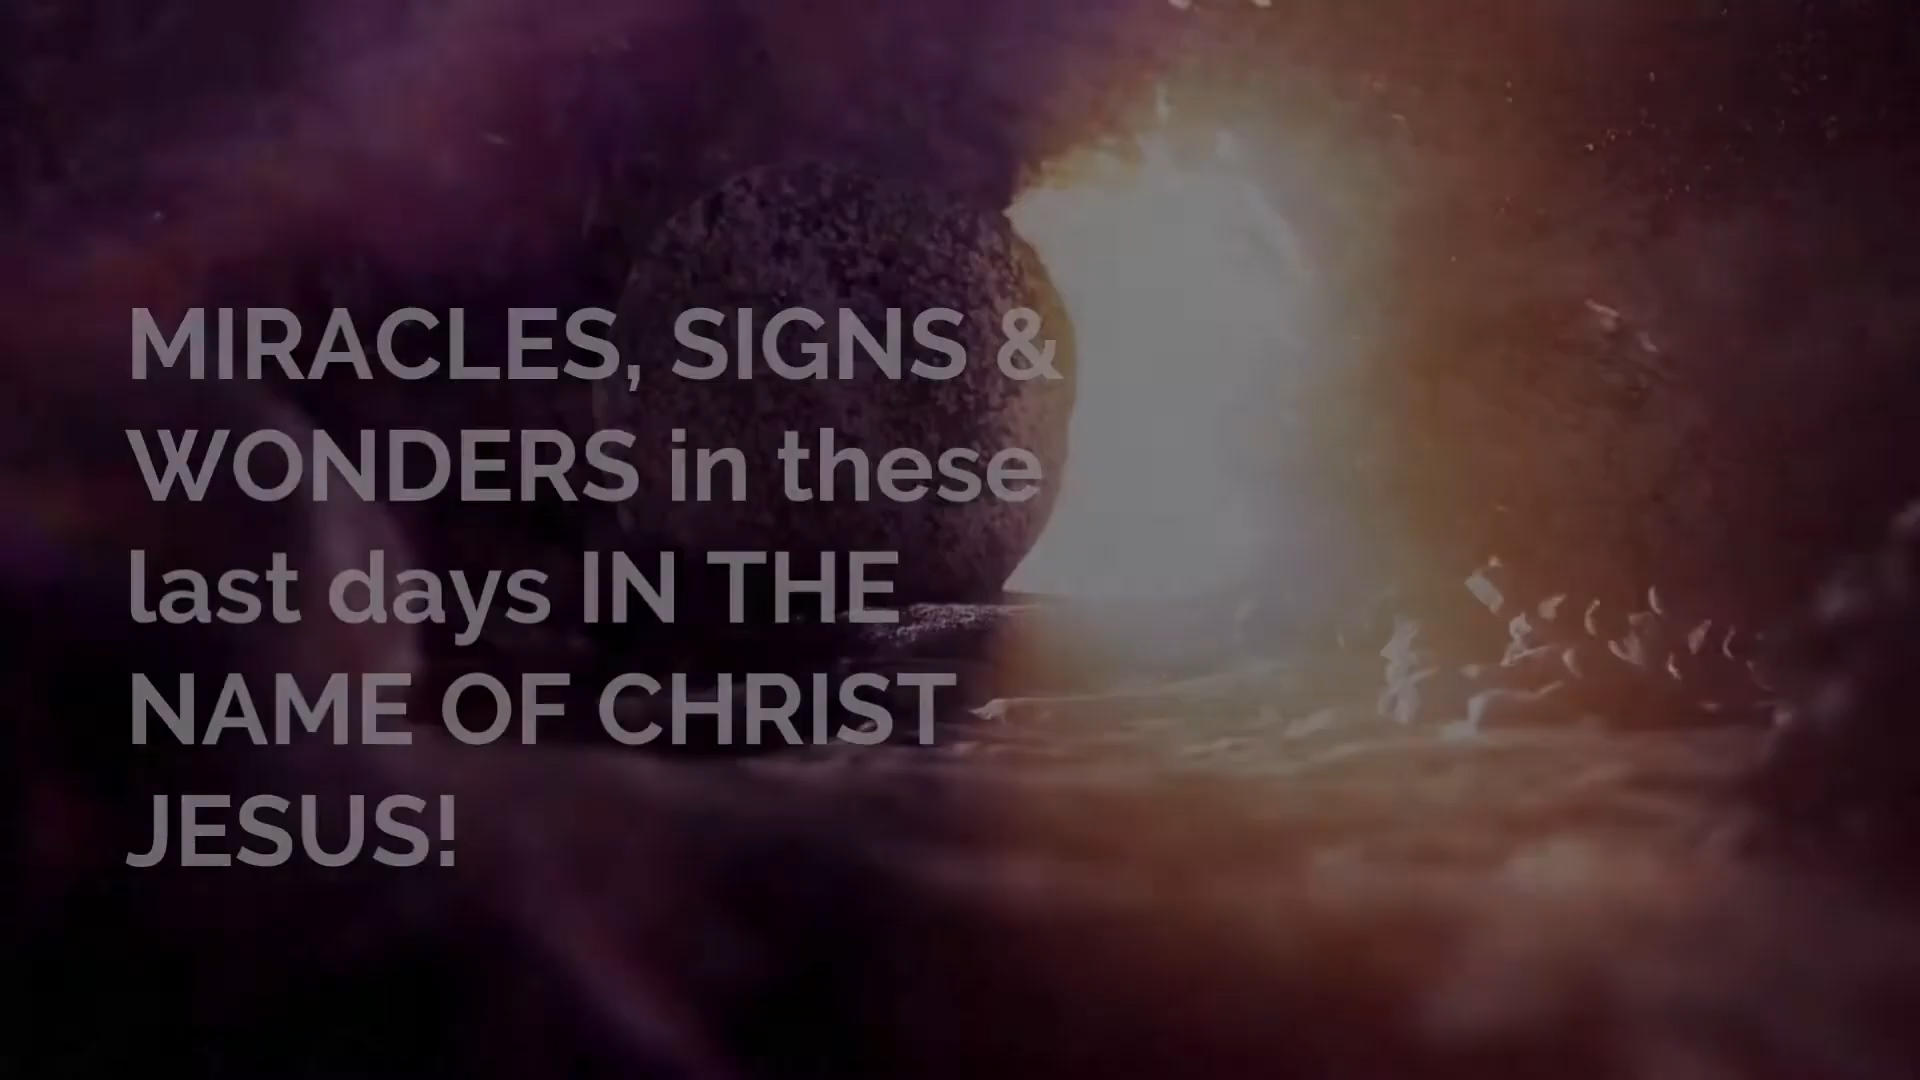 MIRACLES, SIGNS &
WONDERS in these
last days IN THE
NAME OF CHRIST
JESUS!